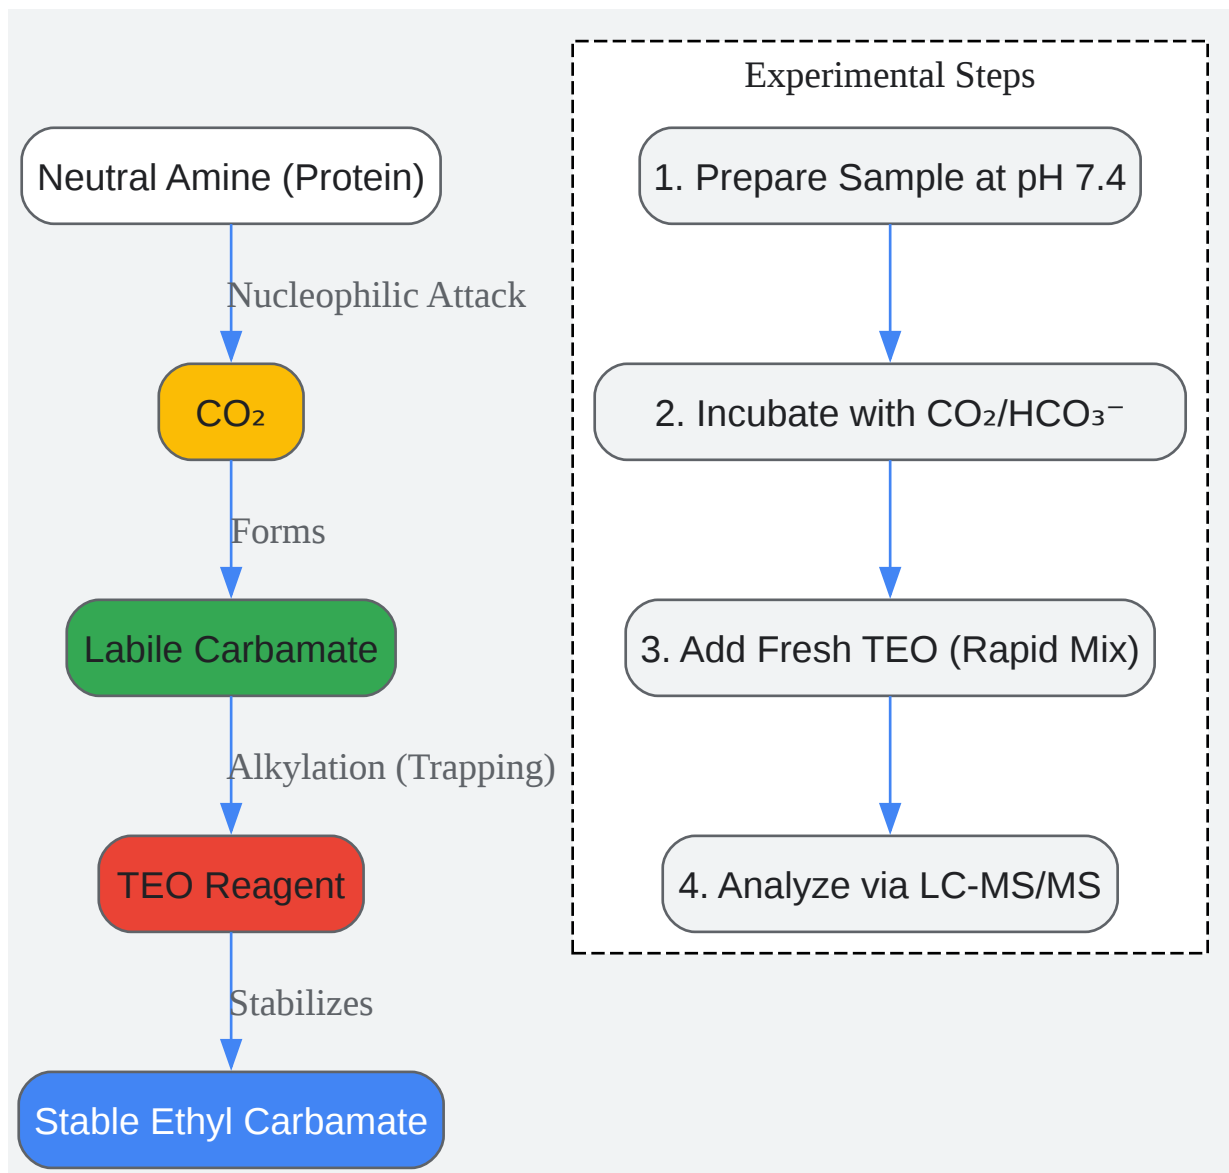 Neutral Amine (Protein)
Nucleophilic Attack
CO₂
Forms
Labile Carbamate
Alkylation (Trapping)
TEO Reagent
Stabilizes
Stable Ethyl Carbamate
Experimental Steps
1. Prepare Sample at pH 7.4
2. Incubate with CO₂/HCO₃⁻
3. Add Fresh TEO (Rapid Mix)
4. Analyze via LC-MS/MS